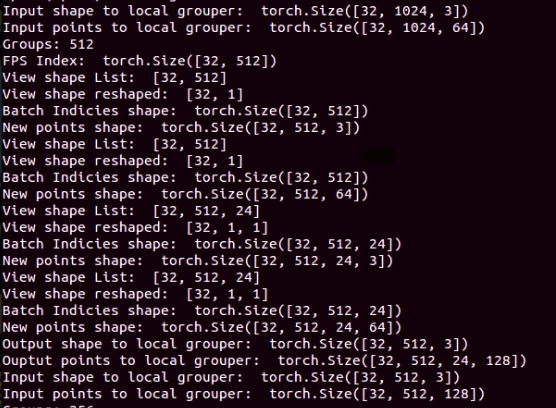 Input shape to local grouper:  torch.Size([32, 1024, 3])
Input points to local grouper:  torch.Size([32, 1024, 64])
Groups: 512
FPS Index:  torch.Size([32, 512])
View shape List:  [32, 512]
View shape reshaped:  [32, 1]
Batch Indicies shape:  torch.Size([32, 512])
New points shape:  torch.Size([32, 512, 3])
View shape List:  [32, 512]
View shape reshaped:  [32, 1]
Batch Indicies shape:  torch.Size([32, 512])
New points shape:  torch.Size([32, 512, 64])
View shape List:  [32, 512, 24]
View shape reshaped:  [32, 1, 1]
Batch Indicies shape:  torch.Size([32, 512, 24])
New points shape:  torch.Size([32, 512, 24, 3])
View shape List:  [32, 512, 24]
View shape reshaped:  [32, 1, 1]
Batch Indicies shape:  torch.Size([32, 512, 24])
New points shape:  torch.Size([32, 512, 24, 64])
Output shape to local grouper:  torch.Size([32, 512, 3])
Ouptut points to local grouper:  torch.Size([32, 512, 24, 128])
Input shape to local grouper:  torch.Size([32, 512, 3])
Input points to local grouper:  torch.Size([32, 512, 128])
Groups: 256